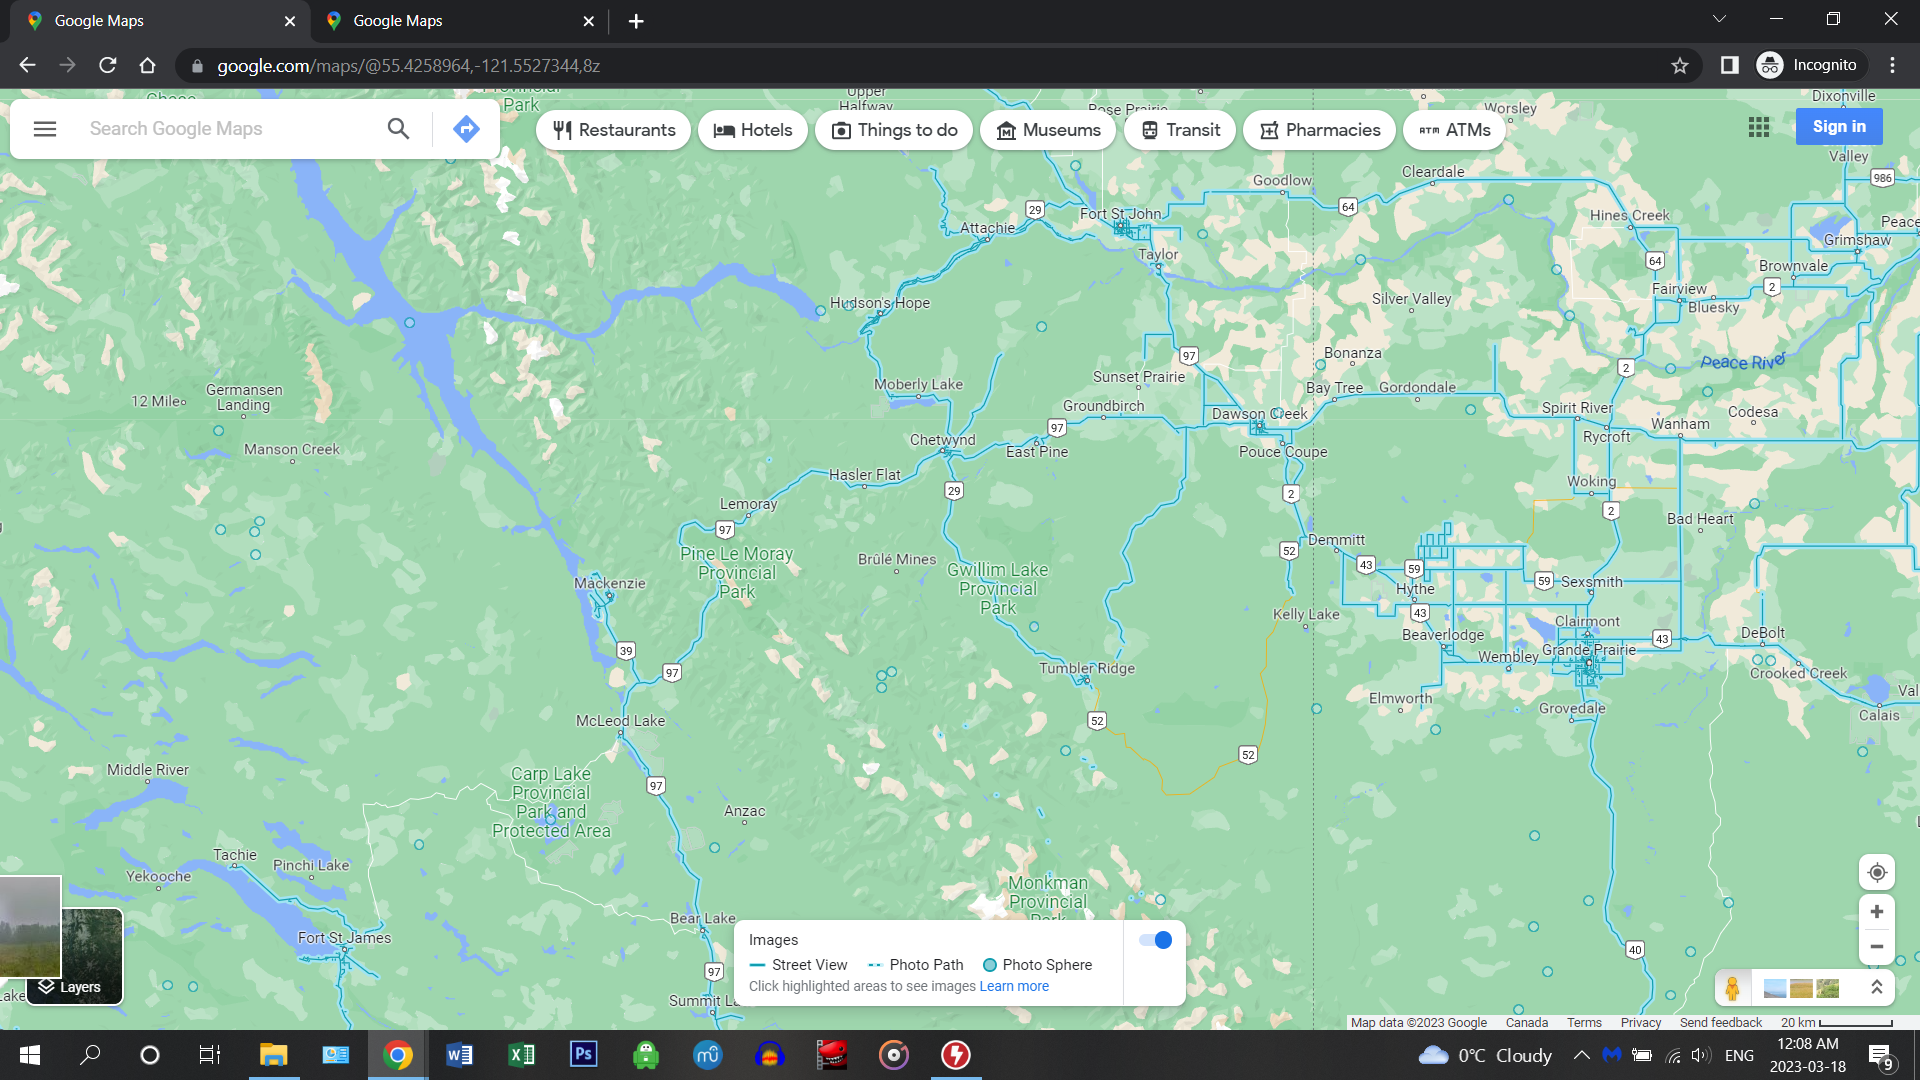 Google Maps
Google Maps
google.com/maps/@55.4258964,-121.5527344,8z
Incognito
Search Google Maps
Restaurants
Hotels
Things to do
Museums
Transit
Pharmacies
ATM ATMs
Sign in
Park
Upper
Halfway
Rose Prairie
Worsley
Dixonville
Valley
986
Cleardale
Goodlow
64
29
Fort St John
Attachie
Hines Creek
Peace
Grimshaw
Taylor
64
Brownvale
2
Fairview
Bluesky
Silver Valley
Hudson's Hope
97
Bonanza
Peace River
2
Sunset Prairie
Moberly Lake
Bay Tree
Gordondale
Germansen
Landing
12 Mile
Groundbirch
Dawson Creek
Spirit River
Codesa
Wanham
Rycroft
97
Chetwynd
East Pine
Pouce Coupe
Manson Creek
Hasler Flat
29
2
Woking
2
Lemoray
97
Bad Heart
Pine Le Moray
Provincial
Park
Brûlé Mines
Gwillim Lake
Provincial
Park
52
Demmitt
43
59
Hythe
59
Sexsmith
Mackenzie
Kelly Lake
43
Clairmont
Beaverlodge
43
DeBolt
39
97
Wembley
Grande Prairie
Tumbler Ridge
Crooked Creek
Elmworth
Val
Grovedale
Calais
52
McLeod Lake
52
Middle River
Carp Lake
Provincial
Park and
Protected Area
97
Anzac
Tachie
Pinchi Lake
Yekooche
Monkman
Provincial
Park
Bear Lake
Fort St James
40
97
Lake
Summit La
Layers
Images
Street View
Photo Path
Photo Sphere
Click highlighted areas to see images Learn more
Map data ©2023 Google
Canada
Terms
Privacy
Send feedback
20 km
0°C Cloudy
ENG
12:08 AM
2023-03-18
9